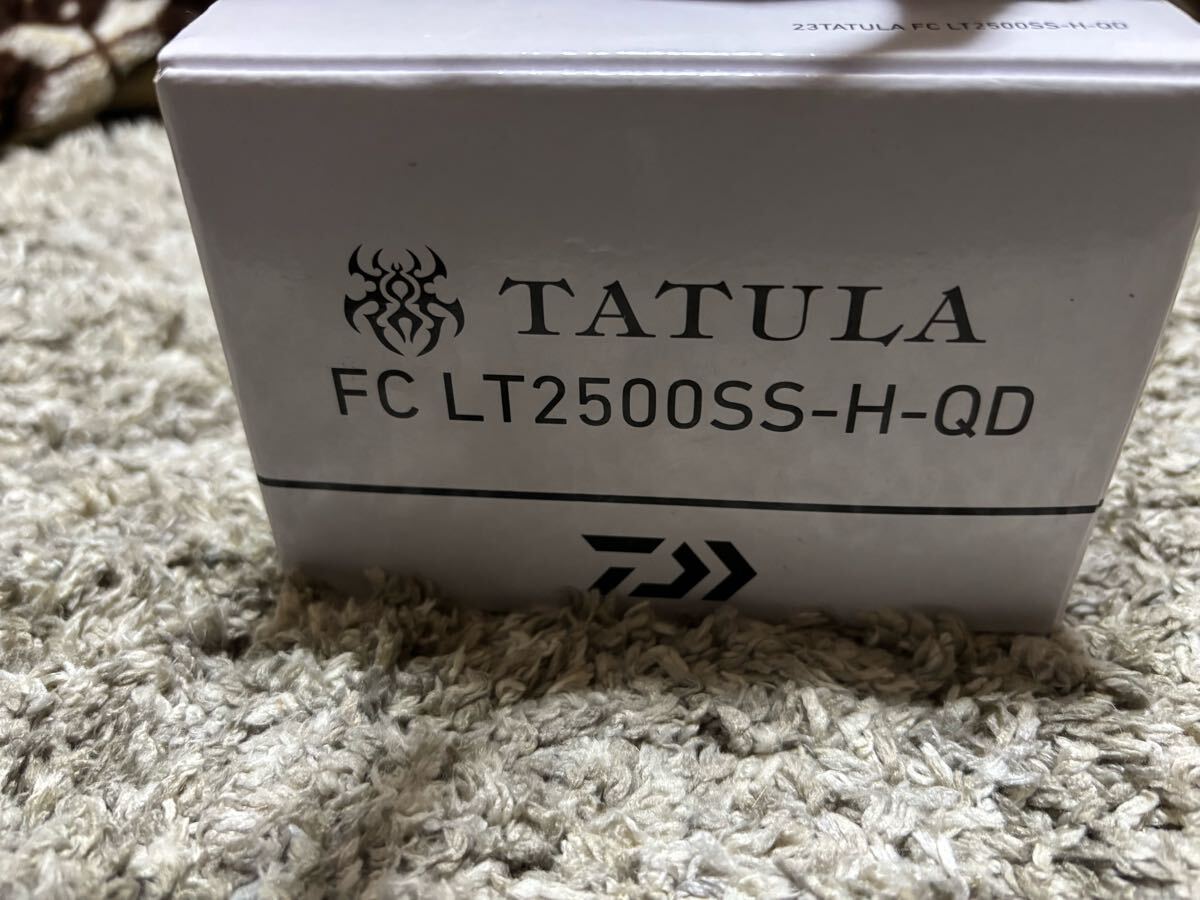 23TATULA FC LT2500SS-H-QD
TATULA
FC LT2500SS-H-QD